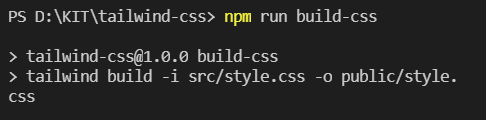 PS D:\KIT\tailwind-css> npm run build-css
> tailwind-css@1.0.0 build-css
> tailwind build -i src/style.css -o public/style.
css